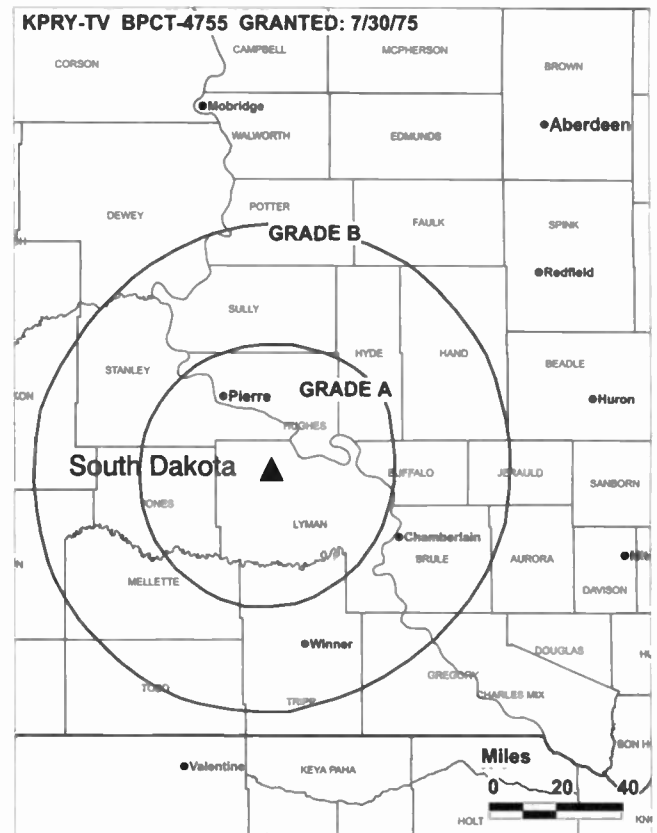 KPRY-TV BPCT-4755 GRANTED: 7/30/75
CORSON
CAMPBELL
MCPHERSON
BROWN
Mobridge
Aberdeen
WALWORTH
EDMUNDS
DEWEY
POTTER
FAULK
SPINK
GRADE B
Redfield
SULLY
HYDE
HAND
STANLEY
BEADLE
Pierre
GRADE A
Huron
HUGHES
South Dakota
BUFFALO
JERAULD
SANBORN
JONES
LYMAN
Chamberlain
BRULE
AURORA
MELLETTE
DAVISON
Winner
DOUGLAS
TODD
TRIPP
GREGORY
CHARLES MIX
BON H
Miles
Valentine
KEYA PAHA
0 20 40
HOLT